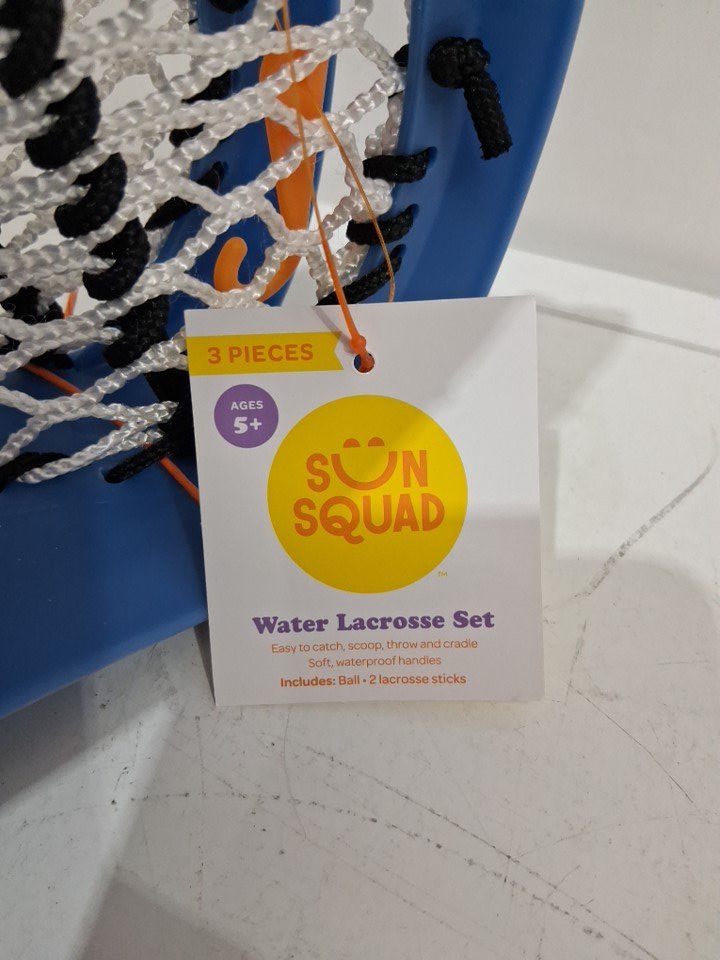 3 PIECES
AGES
5+
SUN
SQUAD
TM
Water Lacrosse Set
Easy to catch, scoop, throw and cradle
Soft, waterproof handles
Includes: Ball • 2 lacrosse sticks